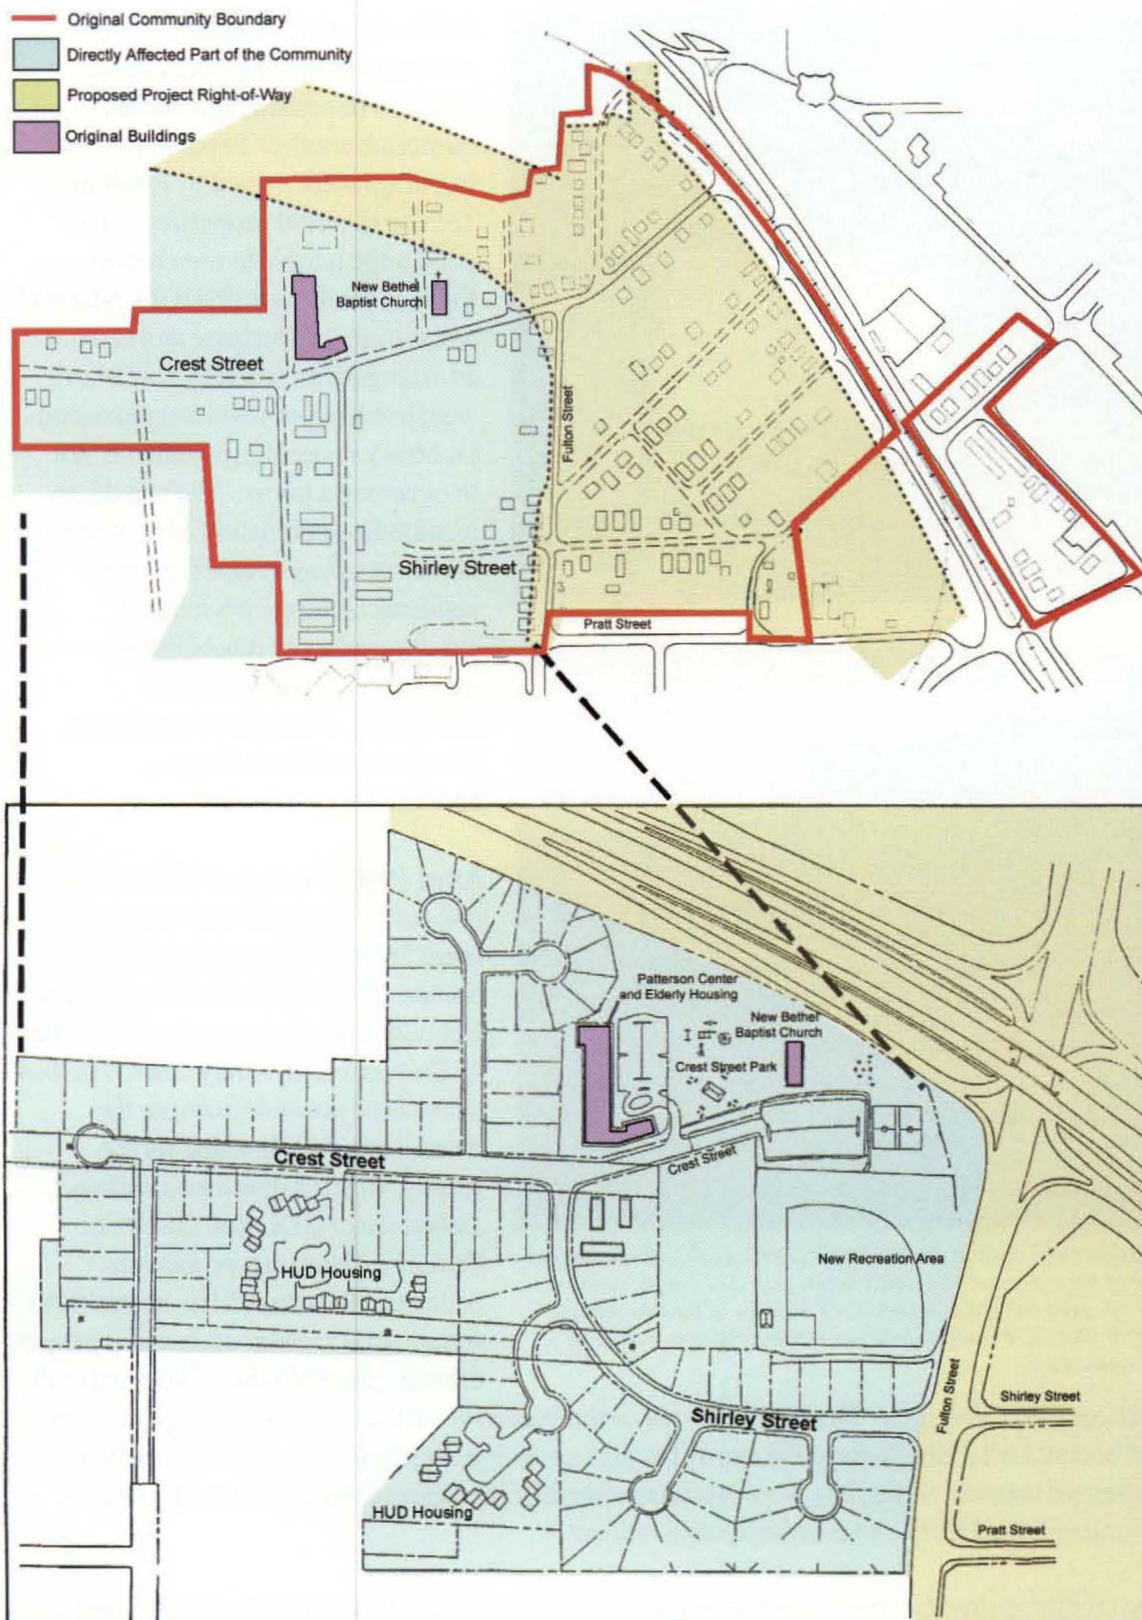 Original Community Boundary
Directly Affected Part of the Community
Proposed Project Right-of-Way
Original Buildings
New Bethel
Baptist Church
Crest Street
Fulton Street
Shirley Street
Pratt Street
Patterson Center
and Elderly Housing
New Bethel
Baptist Church
Crest Street Park
Crest Street
Crest Street
New Recreation Area
HUD Housing
Shirley Street
Fulton Street
Shirley Street
HUD Housing
Pratt Street